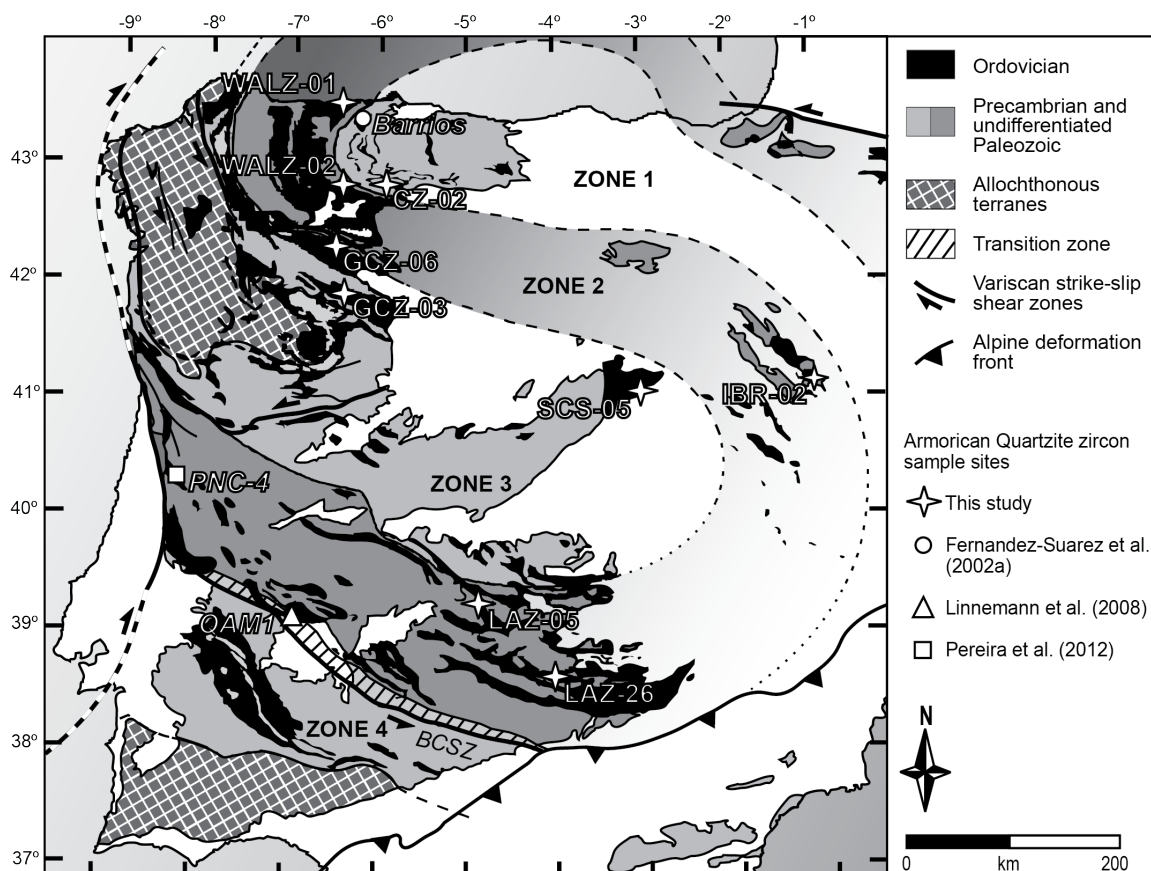 -9º -8º -7º -6º -5º -4º -3º -2º -1º
43º
42º
41º
40º
39º
38º
37º
WALZ-01
Barrios
WALZ-02
CZ-02
ZONE 1
GCZ-06
ZONE 2
GCZ-03
IBR-02
SCS-05
PNC-4
ZONE 3
OAM1
LAZ-05
LAZ-26
ZONE 4
BCSZ
Ordovician
Precambrian and
undifferentiated
Paleozoic
Allochthonous
terranes
Transition zone
Variscan strike-slip
shear zones
Alpine deformation
front
Armorican Quartzite zircon
sample sites
This study
Fernandez-Suarez et al.
(2002a)
Linnemann et al. (2008)
Pereira et al. (2012)
N
0 km 200